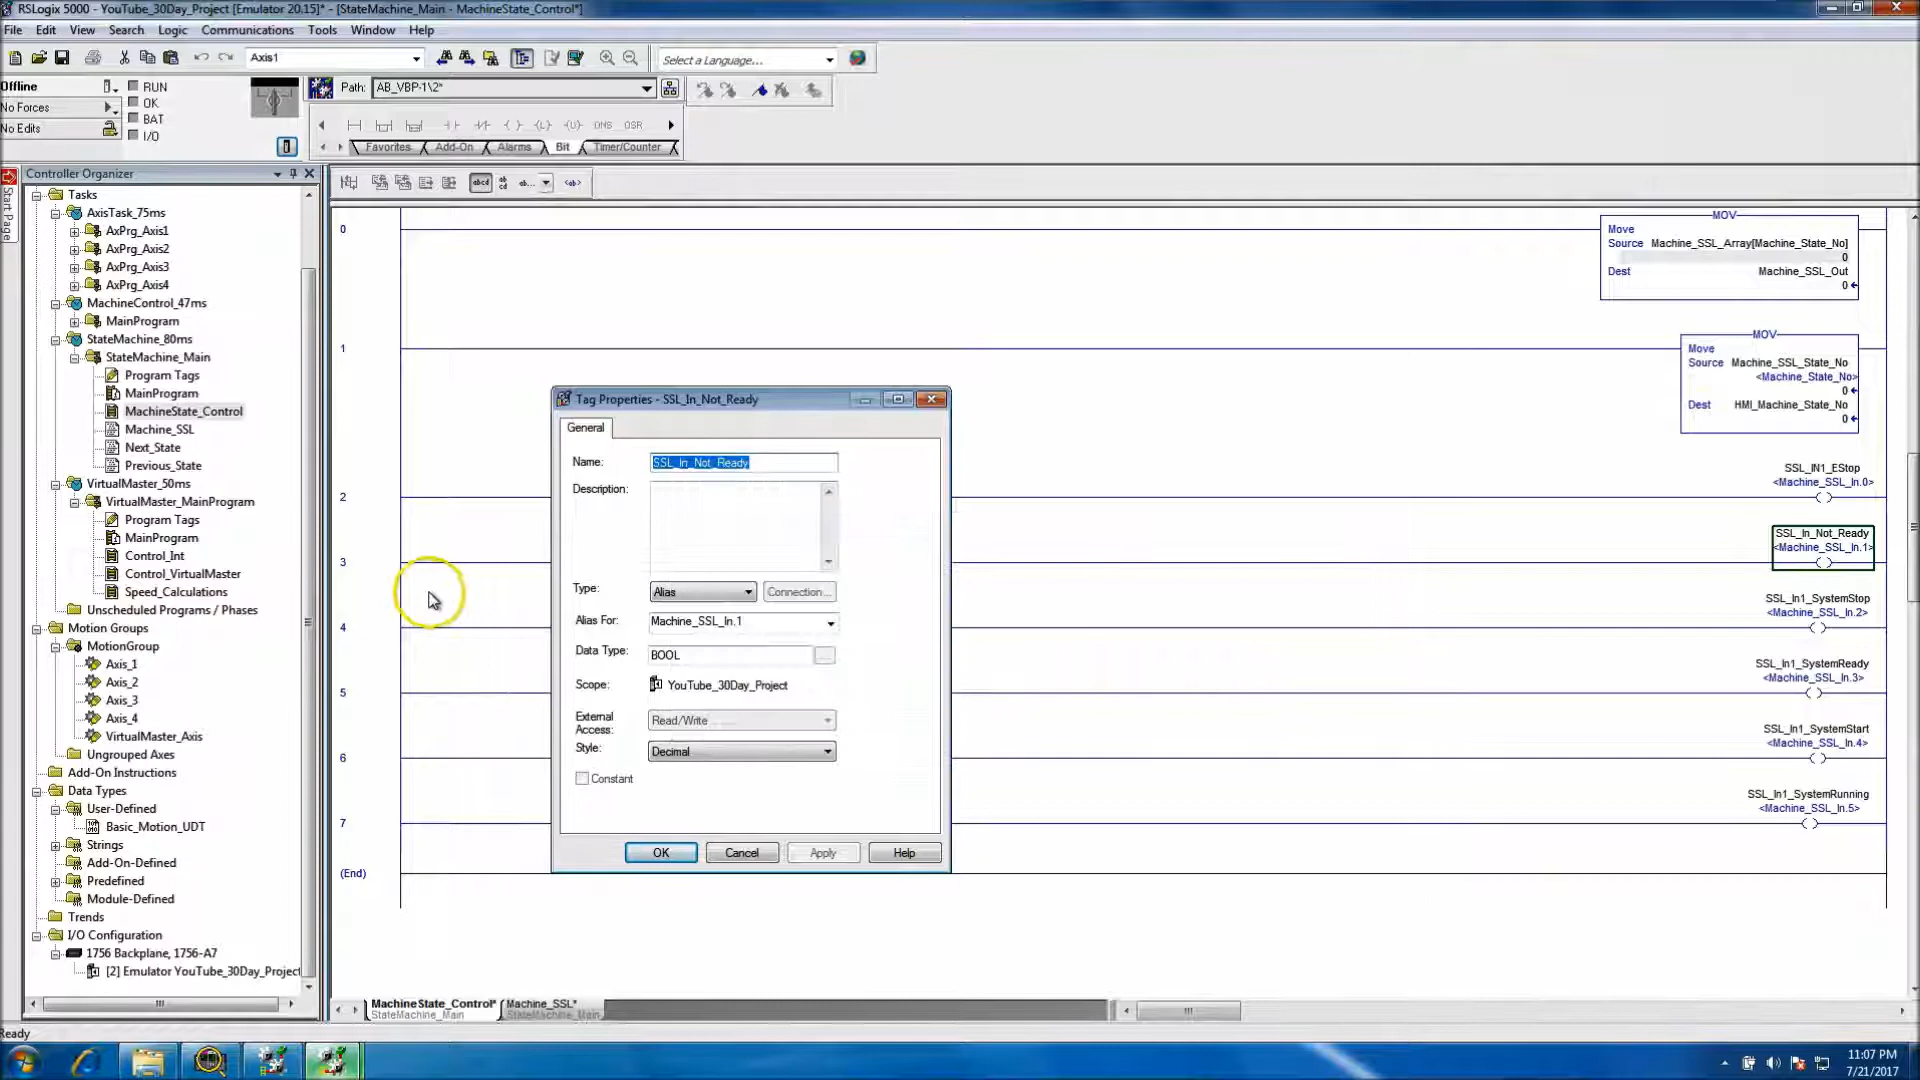 RSLogix 5000 - YouTube_30Day_Project [Emulator 20.15]* - [StateMachine_Main - MachineState_Control*]
File Edit View Search Logic Communications Tools Window Help
Axis1
Select a Language...
Offline
RUN
Path: AB_VBP-1\2*
No Forces
OK
No Edits
BAT
I/O
ONS OSR
Favorites Add-On Alarms Bit Timer/Counter
Start Page
Controller Organizer
Tasks
AxisTask_75ms
AxPrg_Axis1
AxPrg_Axis2
AxPrg_Axis3
AxPrg_Axis4
MachineControl_47ms
MainProgram
StateMachine_80ms
StateMachine_Main
Program Tags
MainProgram
MachineState_Control
Machine_SSL
Next_State
Previous_State
VirtualMaster_50ms
VirtualMaster_MainProgram
Program Tags
MainProgram
Control_Int
Control_VirtualMaster
Speed_Calculations
Unscheduled Programs / Phases
Motion Groups
MotionGroup
Axis_1
Axis_2
Axis_3
Axis_4
VirtualMaster_Axis
Ungrouped Axes
Add-On Instructions
Data Types
User-Defined
Basic_Motion_UDT
Strings
Add-On-Defined
Predefined
Module-Defined
Trends
I/O Configuration
1756 Backplane, 1756-A7
[2] Emulator YouTube_30Day_Project
0
MOV
Move
Source Machine_SSL_Array[Machine_State_No]
0
Dest Machine_SSL_Out
0
1
MOV
Move
Source Machine_SSL_State_No
<Machine_State_No>
0
Dest HMI_Machine_State_No
0
SSL_IN1_EStop
<Machine_SSL_In.0>
2
SSL_In_Not_Ready
<Machine_SSL_In.1>
3
SSL_In1_SystemStop
<Machine_SSL_In.2>
4
SSL_In1_SystemReady
<Machine_SSL_In.3>
5
SSL_In1_SystemStart
<Machine_SSL_In.4>
6
SSL_In1_SystemRunning
<Machine_SSL_In.5>
7
(End)
Tag Properties - SSL_In_Not_Ready
General
Name: SSL_In_Not_Ready
Description:
Type: Alias Connection...
Alias For: Machine_SSL_In.1
Data Type: BOOL
Scope: YouTube_30Day_Project
External Access: Read/Write
Style: Decimal
Constant
OK Cancel Apply Help
MachineState_Control* Machine_SSL*
StateMachine_Main StateMachine_Main
Ready
11:07 PM
7/21/2017